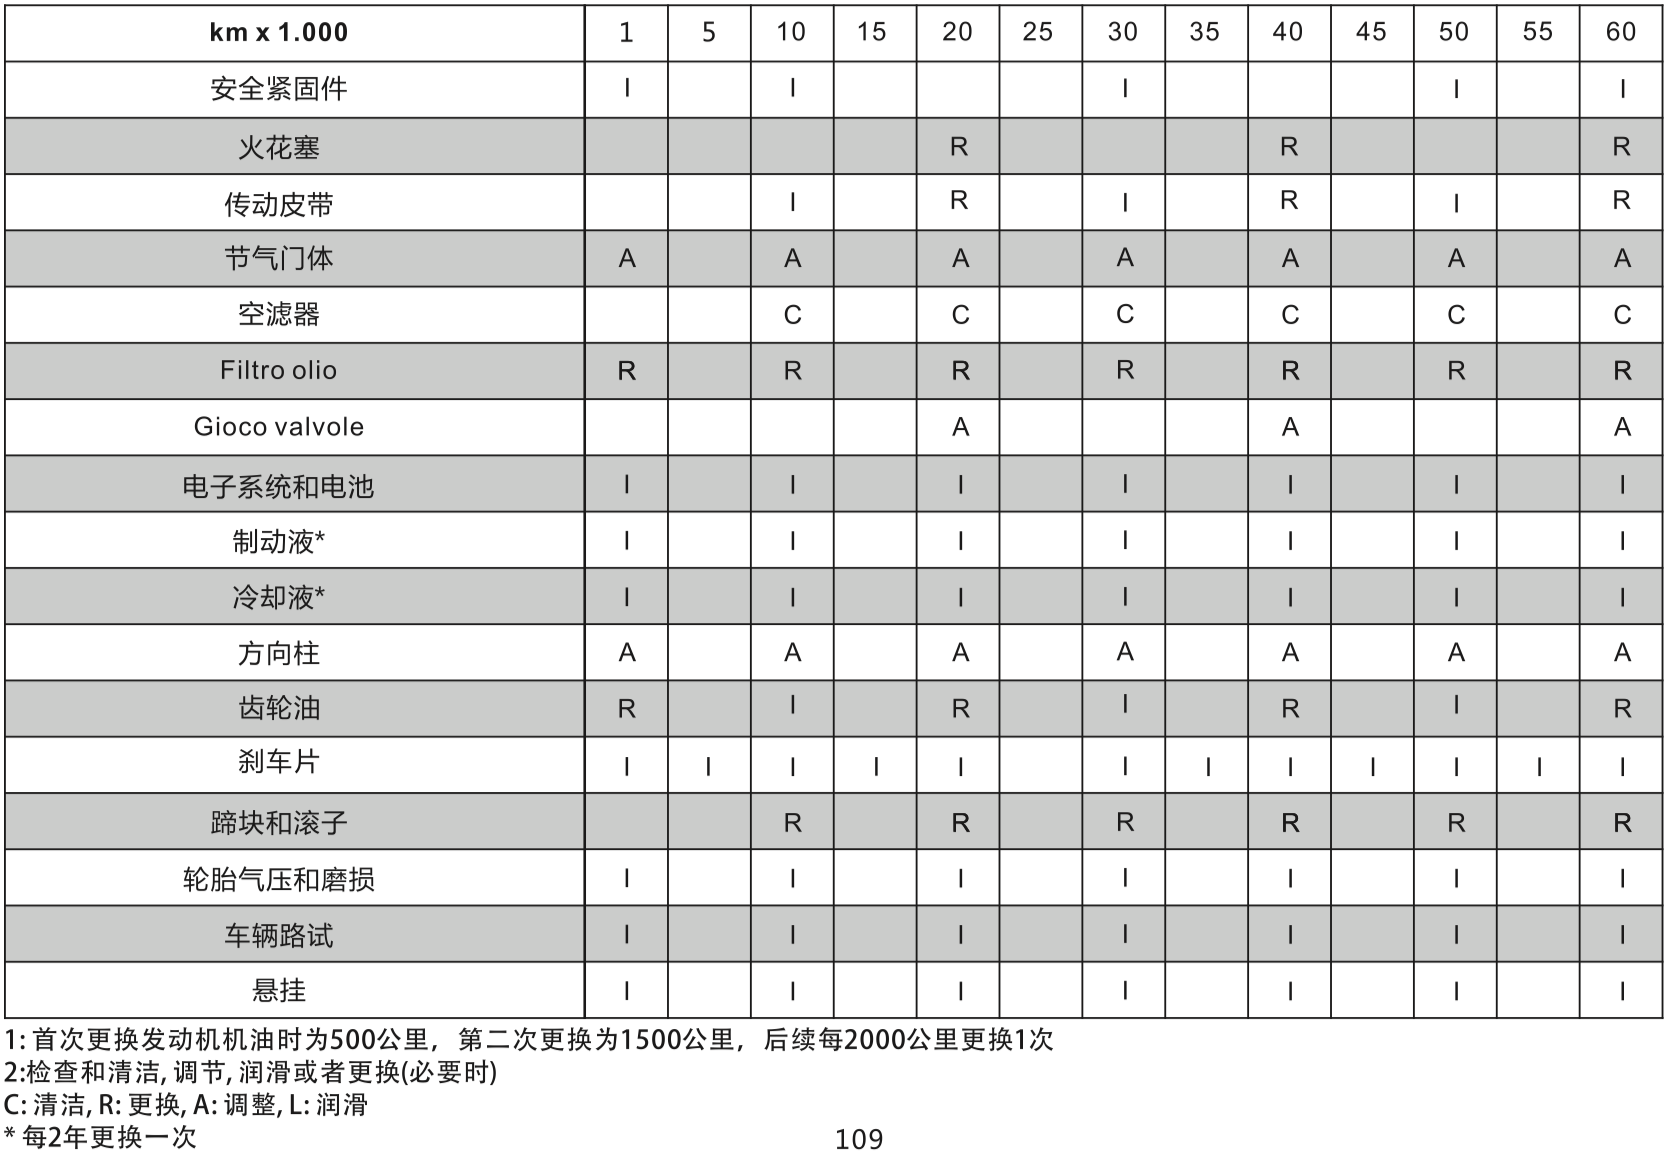 km x 1.000 1 5 10 15 20 25 30 35 40 45 50 55 60
安全紧固件 I I I I I
火花塞 R R R
传动皮带 I R I R I R
节气门体 A A A A A A A
空滤器 C C C C C C
Filtro olio R R R R R R R
Gioco valvole A A A
电子系统和电池 I I I I I I I
制动液* I I I I I I I
冷却液* I I I I I I I
方向柱 A A A A A A A
齿轮油 R I R I R I R
刹车片 I I I I I I I I I I I I
蹄块和滚子 R R R R R R
轮胎气压和磨损 I I I I I I I
车辆路试 I I I I I I I
悬挂 I I I I I I I
1: 首次更换发动机机油时为500公里，第二次更换为1500公里，后续每2000公里更换1次
2:检查和清洁, 调节, 润滑或者更换(必要时)
C: 清洁, R: 更换, A: 调整, L: 润滑
* 每2年更换一次
109